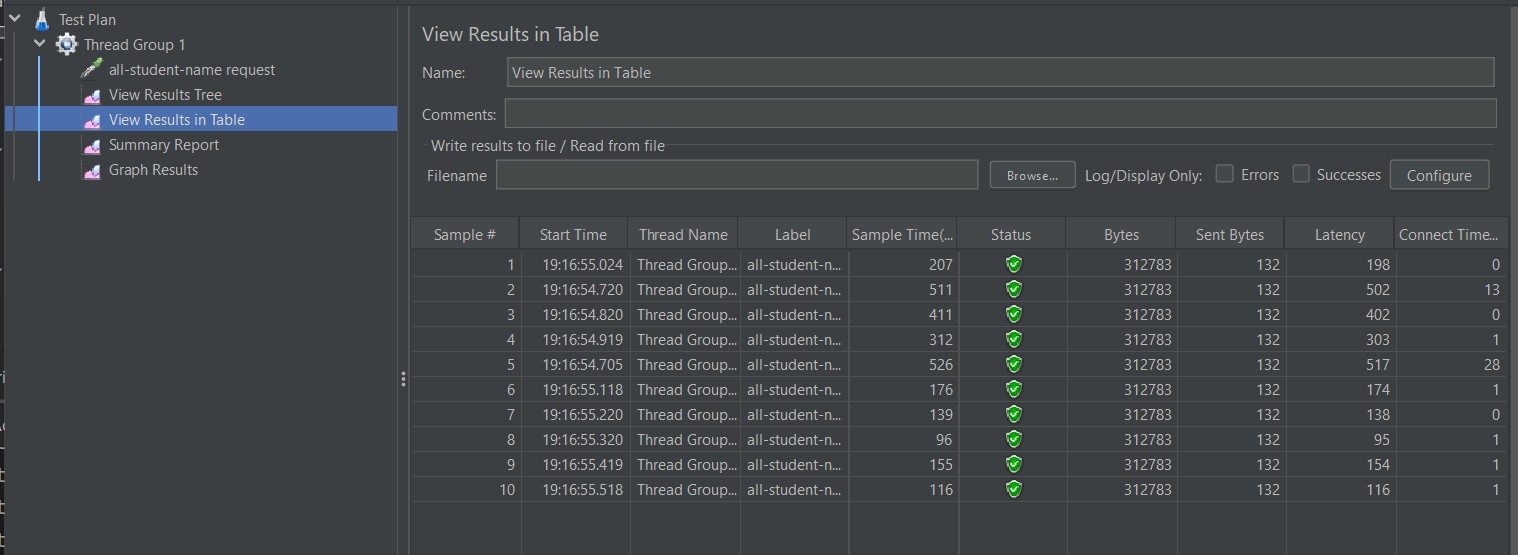 Test Plan
Thread Group 1
all-student-name request
View Results Tree
View Results in Table
Summary Report
Graph Results
View Results in Table
Name: View Results in Table
Comments:
Write results to file / Read from file
Filename Browse... Log/Display Only: Errors Successes Configure
Sample # Start Time Thread Name Label Sample Time(... Status Bytes Sent Bytes Latency Connect Time...
1 19:16:55.024 Thread Group... all-student-n... 207 312783 132 198 0
2 19:16:54.720 Thread Group... all-student-n... 511 312783 132 502 13
3 19:16:54.820 Thread Group... all-student-n... 411 312783 132 402 0
4 19:16:54.919 Thread Group... all-student-n... 312 312783 132 303 1
5 19:16:54.705 Thread Group... all-student-n... 526 312783 132 517 28
6 19:16:55.118 Thread Group... all-student-n... 176 312783 132 174 1
7 19:16:55.220 Thread Group... all-student-n... 139 312783 132 138 0
8 19:16:55.320 Thread Group... all-student-n... 96 312783 132 95 1
9 19:16:55.419 Thread Group... all-student-n... 155 312783 132 154 1
10 19:16:55.518 Thread Group... all-student-n... 116 312783 132 116 1